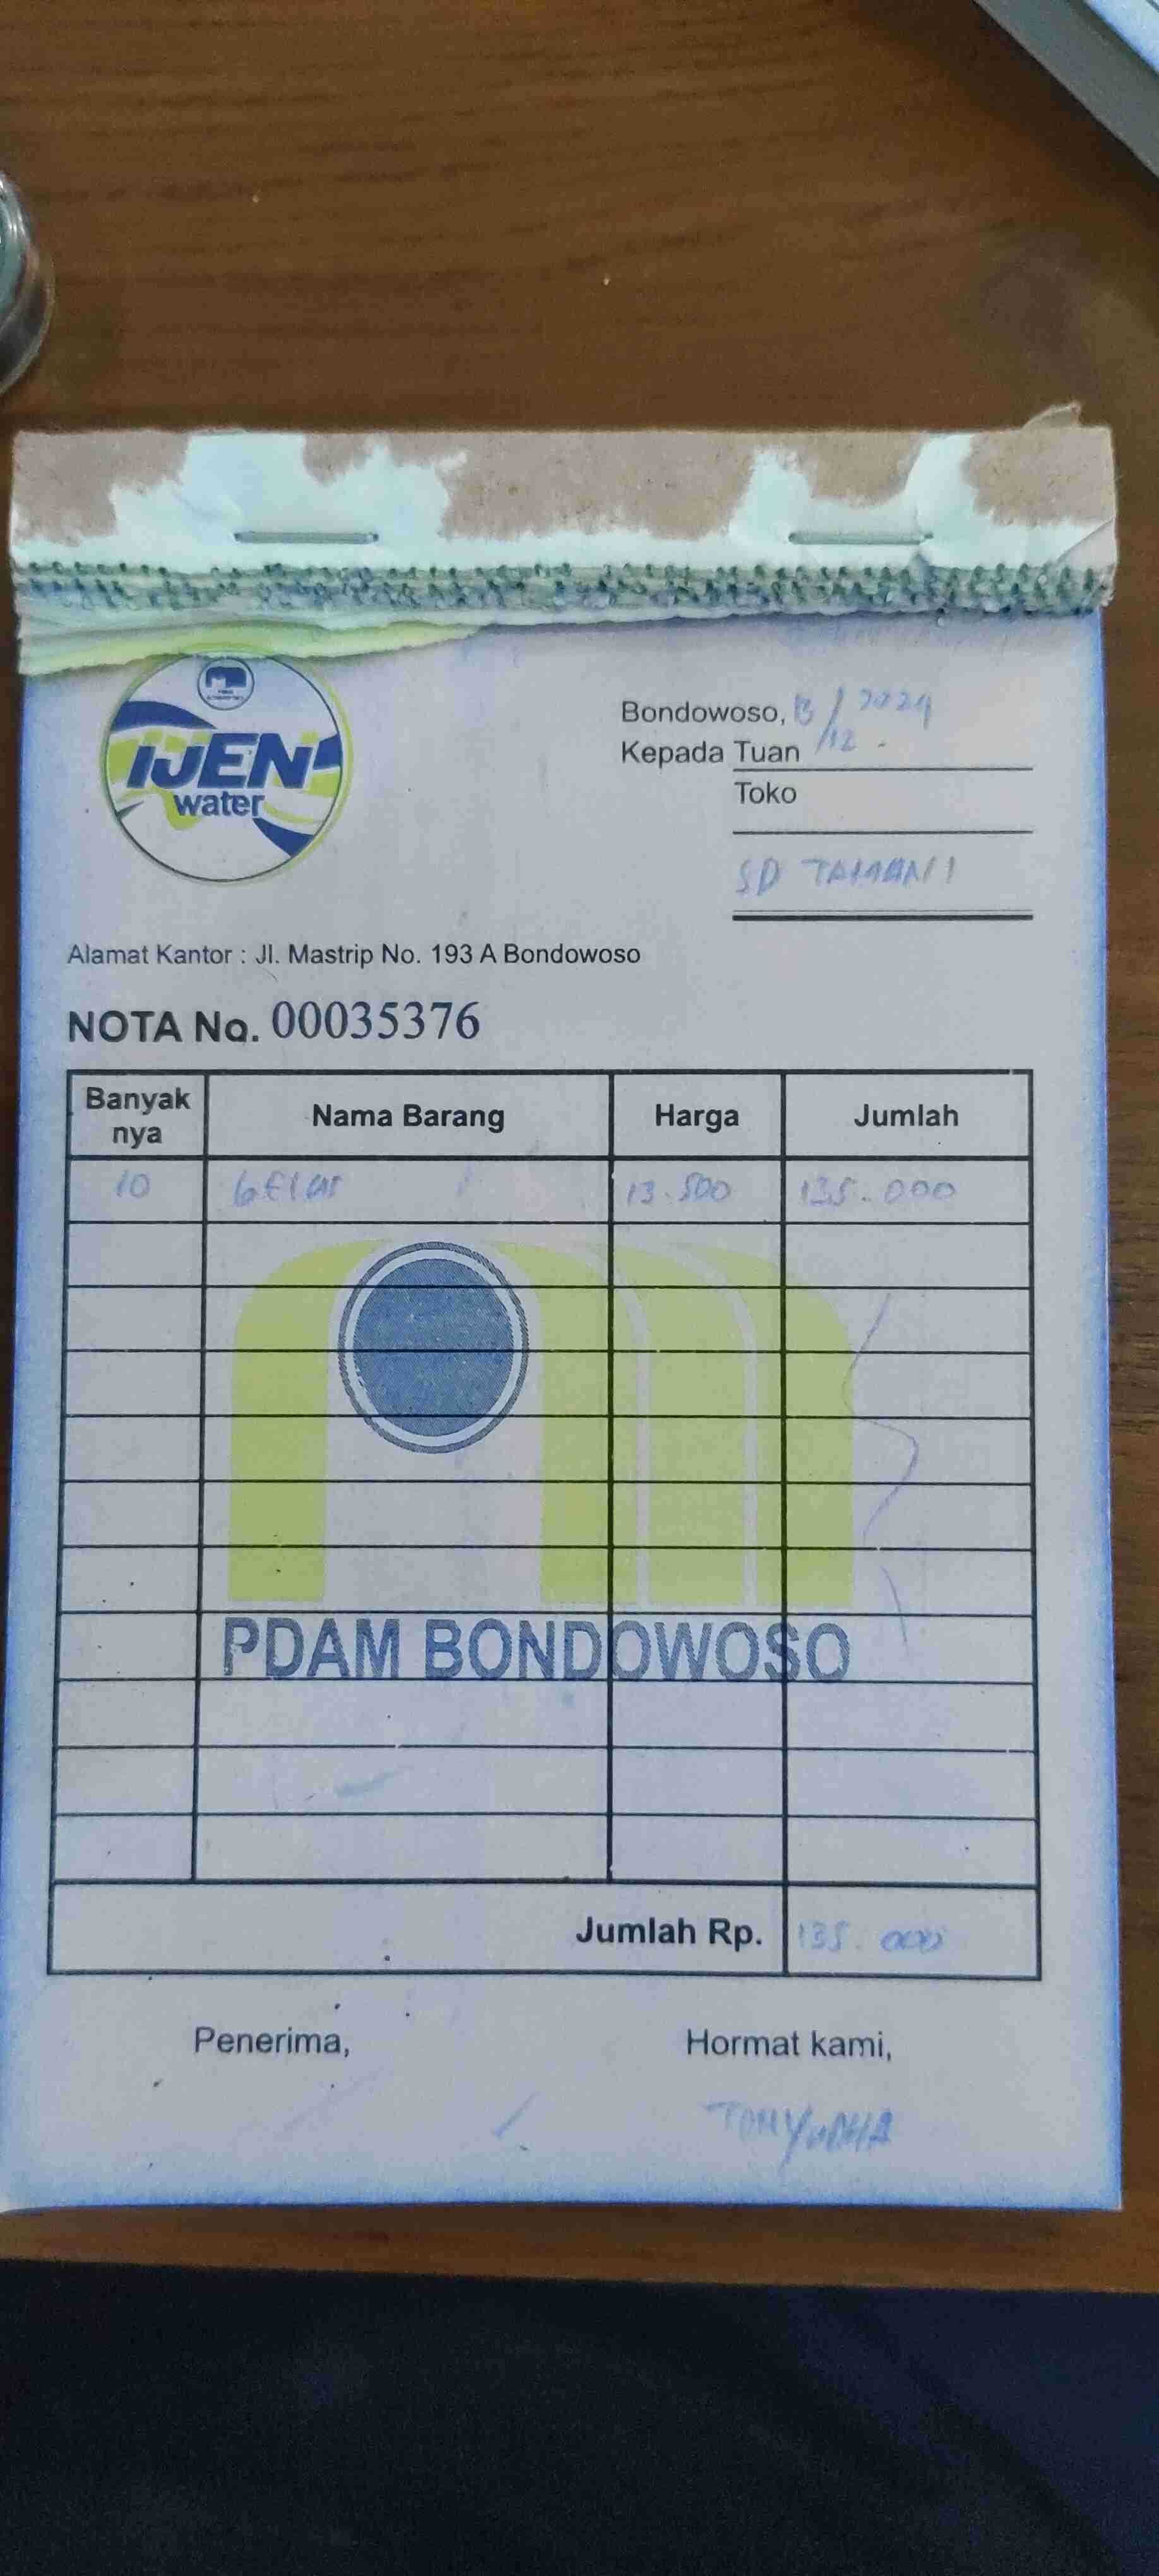 IJEN
water
Bondowoso, 13/12 - 2024
Kepada Tuan
Toko
SD TAMAN 1
Alamat Kantor : Jl. Mastrip No. 193 A Bondowoso
NOTA No. 00035376
Banyak nya Nama Barang Harga Jumlah
10 GElas 13.500 135.000
PDAM BONDOWOSO
Jumlah Rp. 135.000
Penerima, Hormat kami,